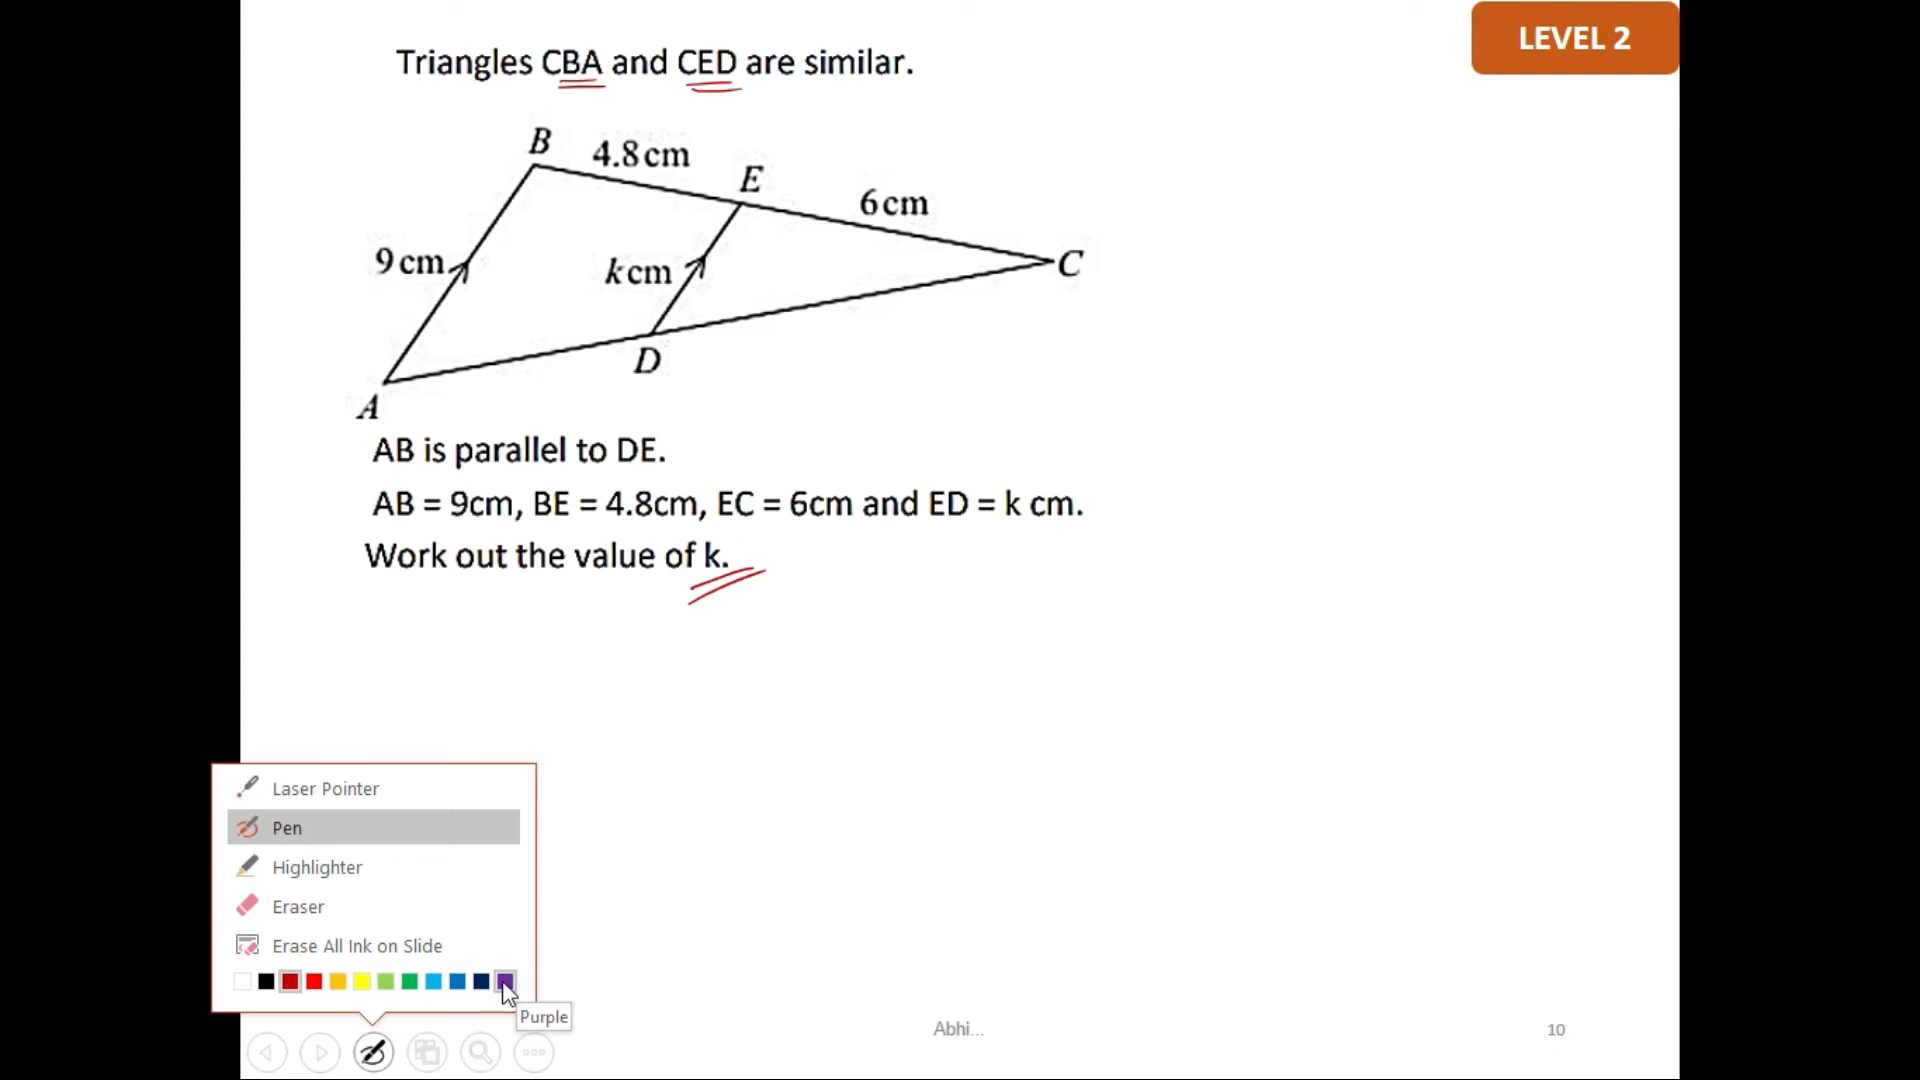 LEVEL 2
Triangles CBA and CED are similar.
B
4.8cm
E
6cm
9cm
kcm
C
D
A
AB is parallel to DE.
AB = 9cm, BE = 4.8cm, EC = 6cm and ED = k cm.
Work out the value of k.
Laser Pointer
Pen
Highlighter
Eraser
Erase All Ink on Slide
Purple
Abhi...
10